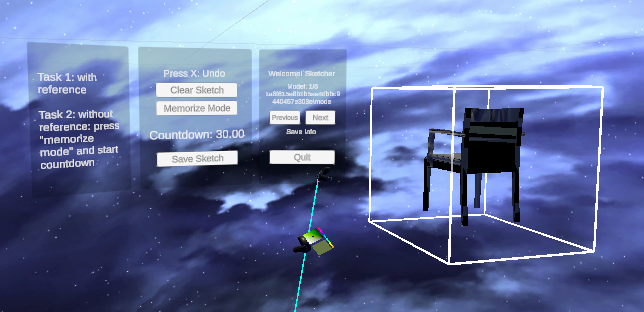 Task 1: with
reference
Task 2: without
reference: press
"memorize
mode" and start
countdown
Press X: Undo
Clear Sketch
Memorize Mode
Countdown: 30.00
Save Sketch
Welcome! Sketcher
Model: 1/6
Previous
Next
Save Info
Quit